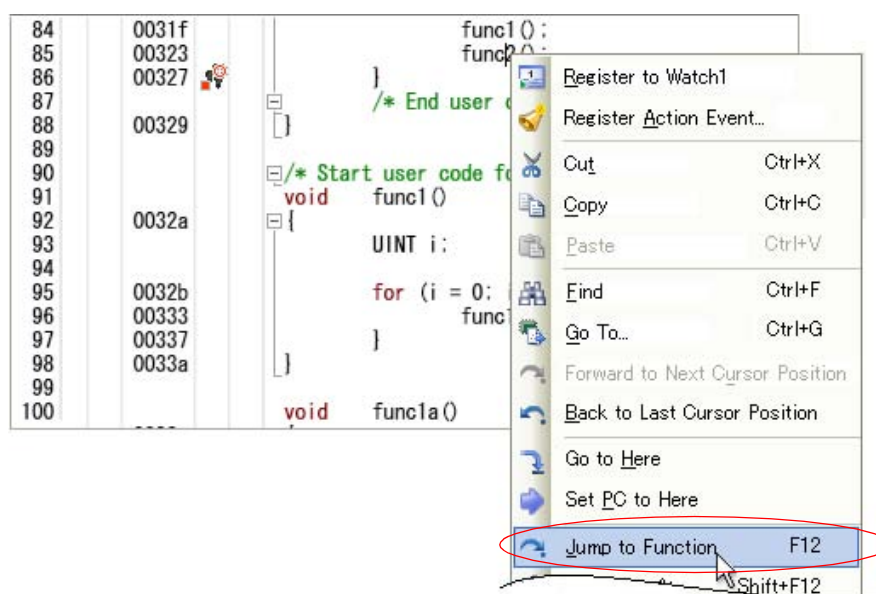 84 0031f func1();
85 00323 func2();
86 00327 }
87 /* End user
88 00329 }
89
90 /* Start user code
91 void func1()
92 0032a {
93 UINT i;
94
95 0032b for (i = 0;
96 00333 func1
97 00337 }
98 0033a }
99
100 void func1a()
Register to Watch1
Register Action Event...
Cut Ctrl+X
Copy Ctrl+C
Paste Ctrl+V
Find Ctrl+F
Go To... Ctrl+G
Forward to Next Cursor Position
Back to Last Cursor Position
Go to Here
Set PC to Here
Jump to Function F12
Shift+F12